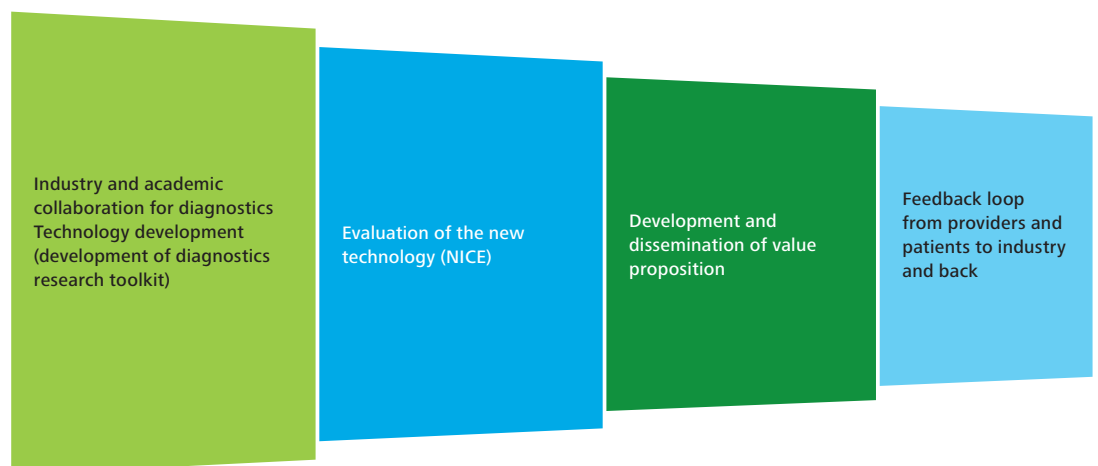 Industry and academic
collaboration for diagnostics
Technology development
(development of diagnostics
research toolkit)
Evaluation of the new
technology (NICE)
Development and
dissemination of value
proposition
Feedback loop
from providers and
patients to industry
and back